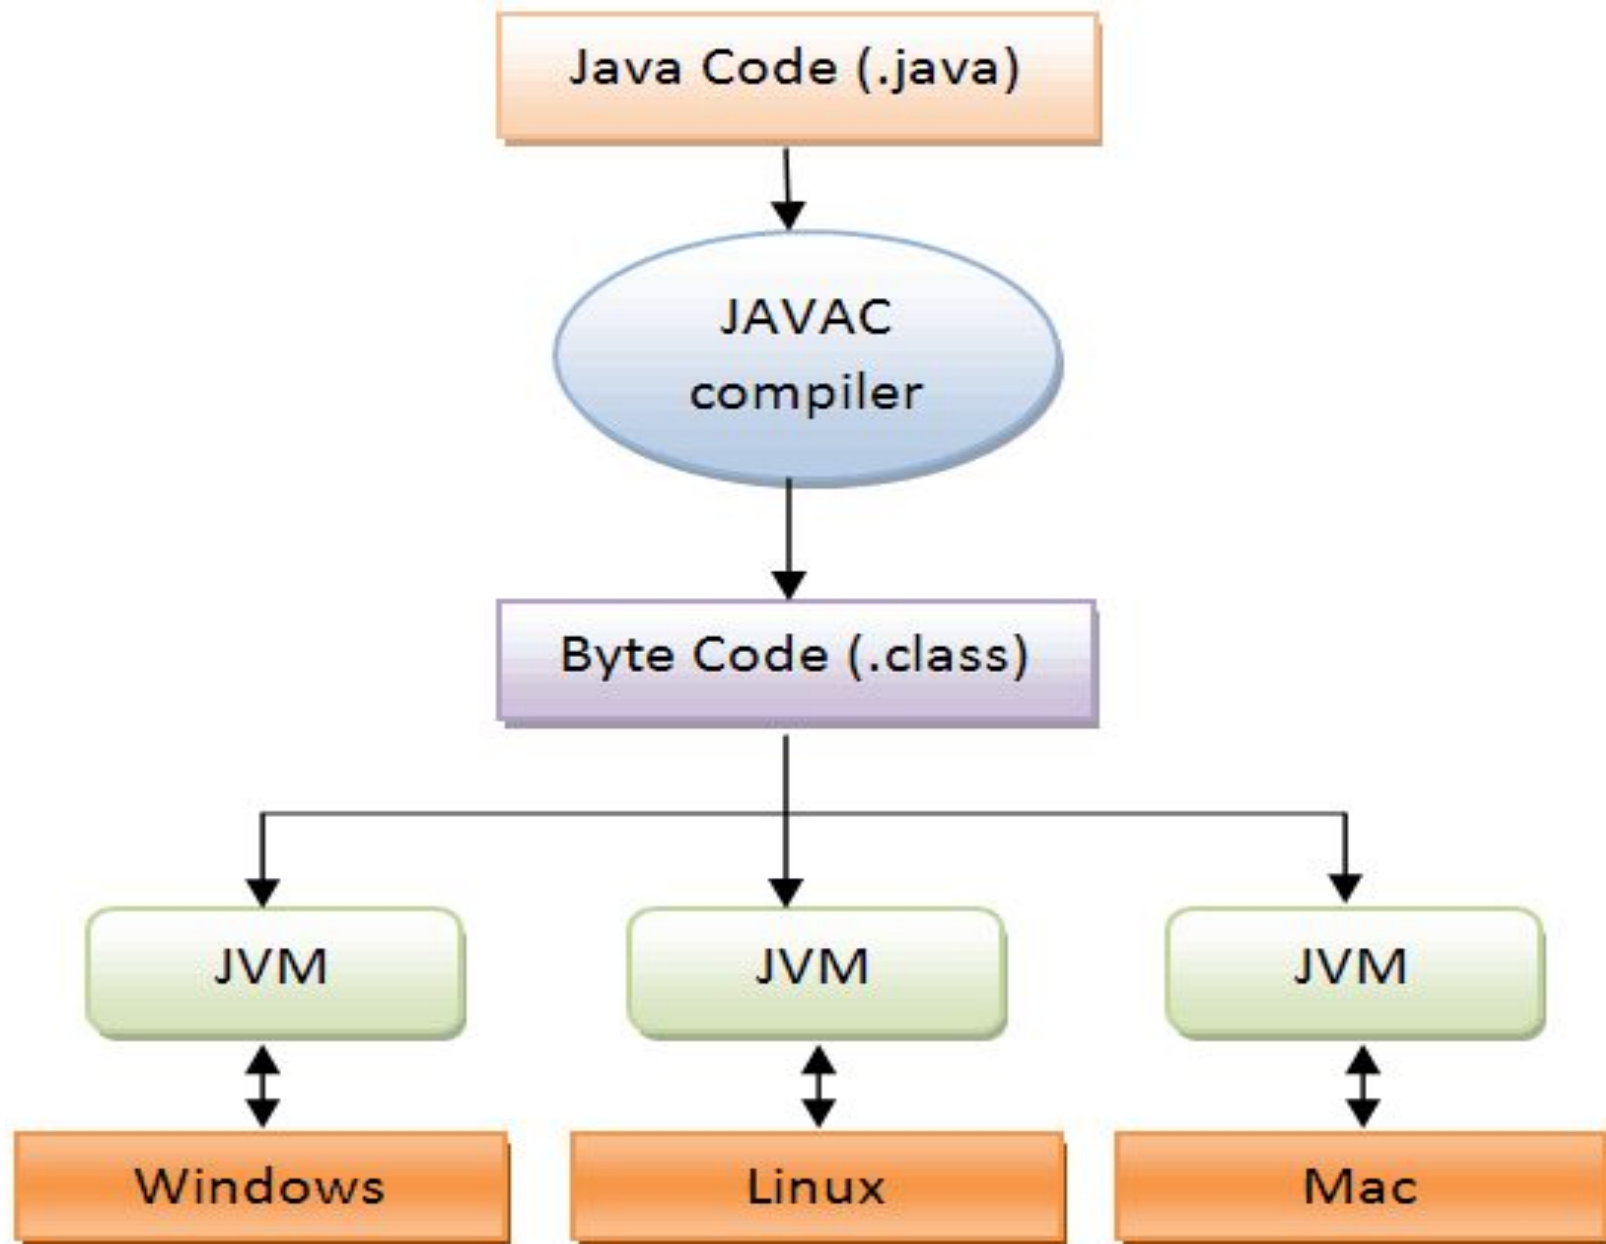 Java Code (.java)
JAVAC
compiler
Byte Code (.class)
JVM
JVM
JVM
Windows
Linux
Mac